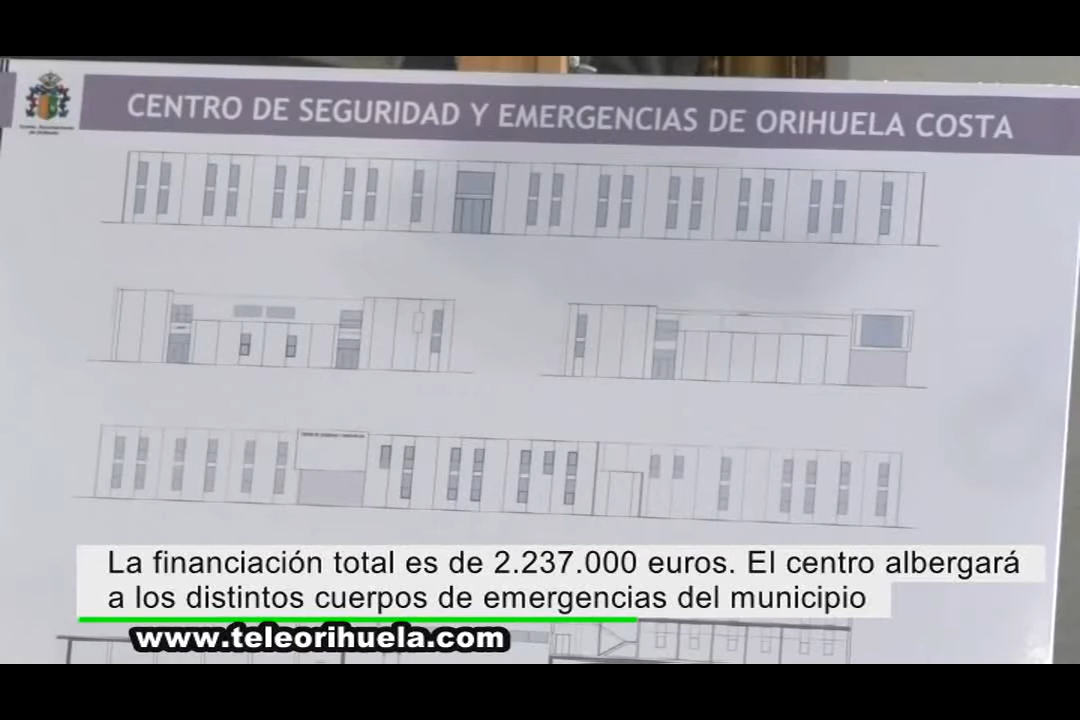 CENTRO DE SEGURIDAD Y EMERGENCIAS DE ORIHUELA COSTA
La financiación total es de 2.237.000 euros. El centro albergará
a los distintos cuerpos de emergencias del municipio
www.teleorihuela.com